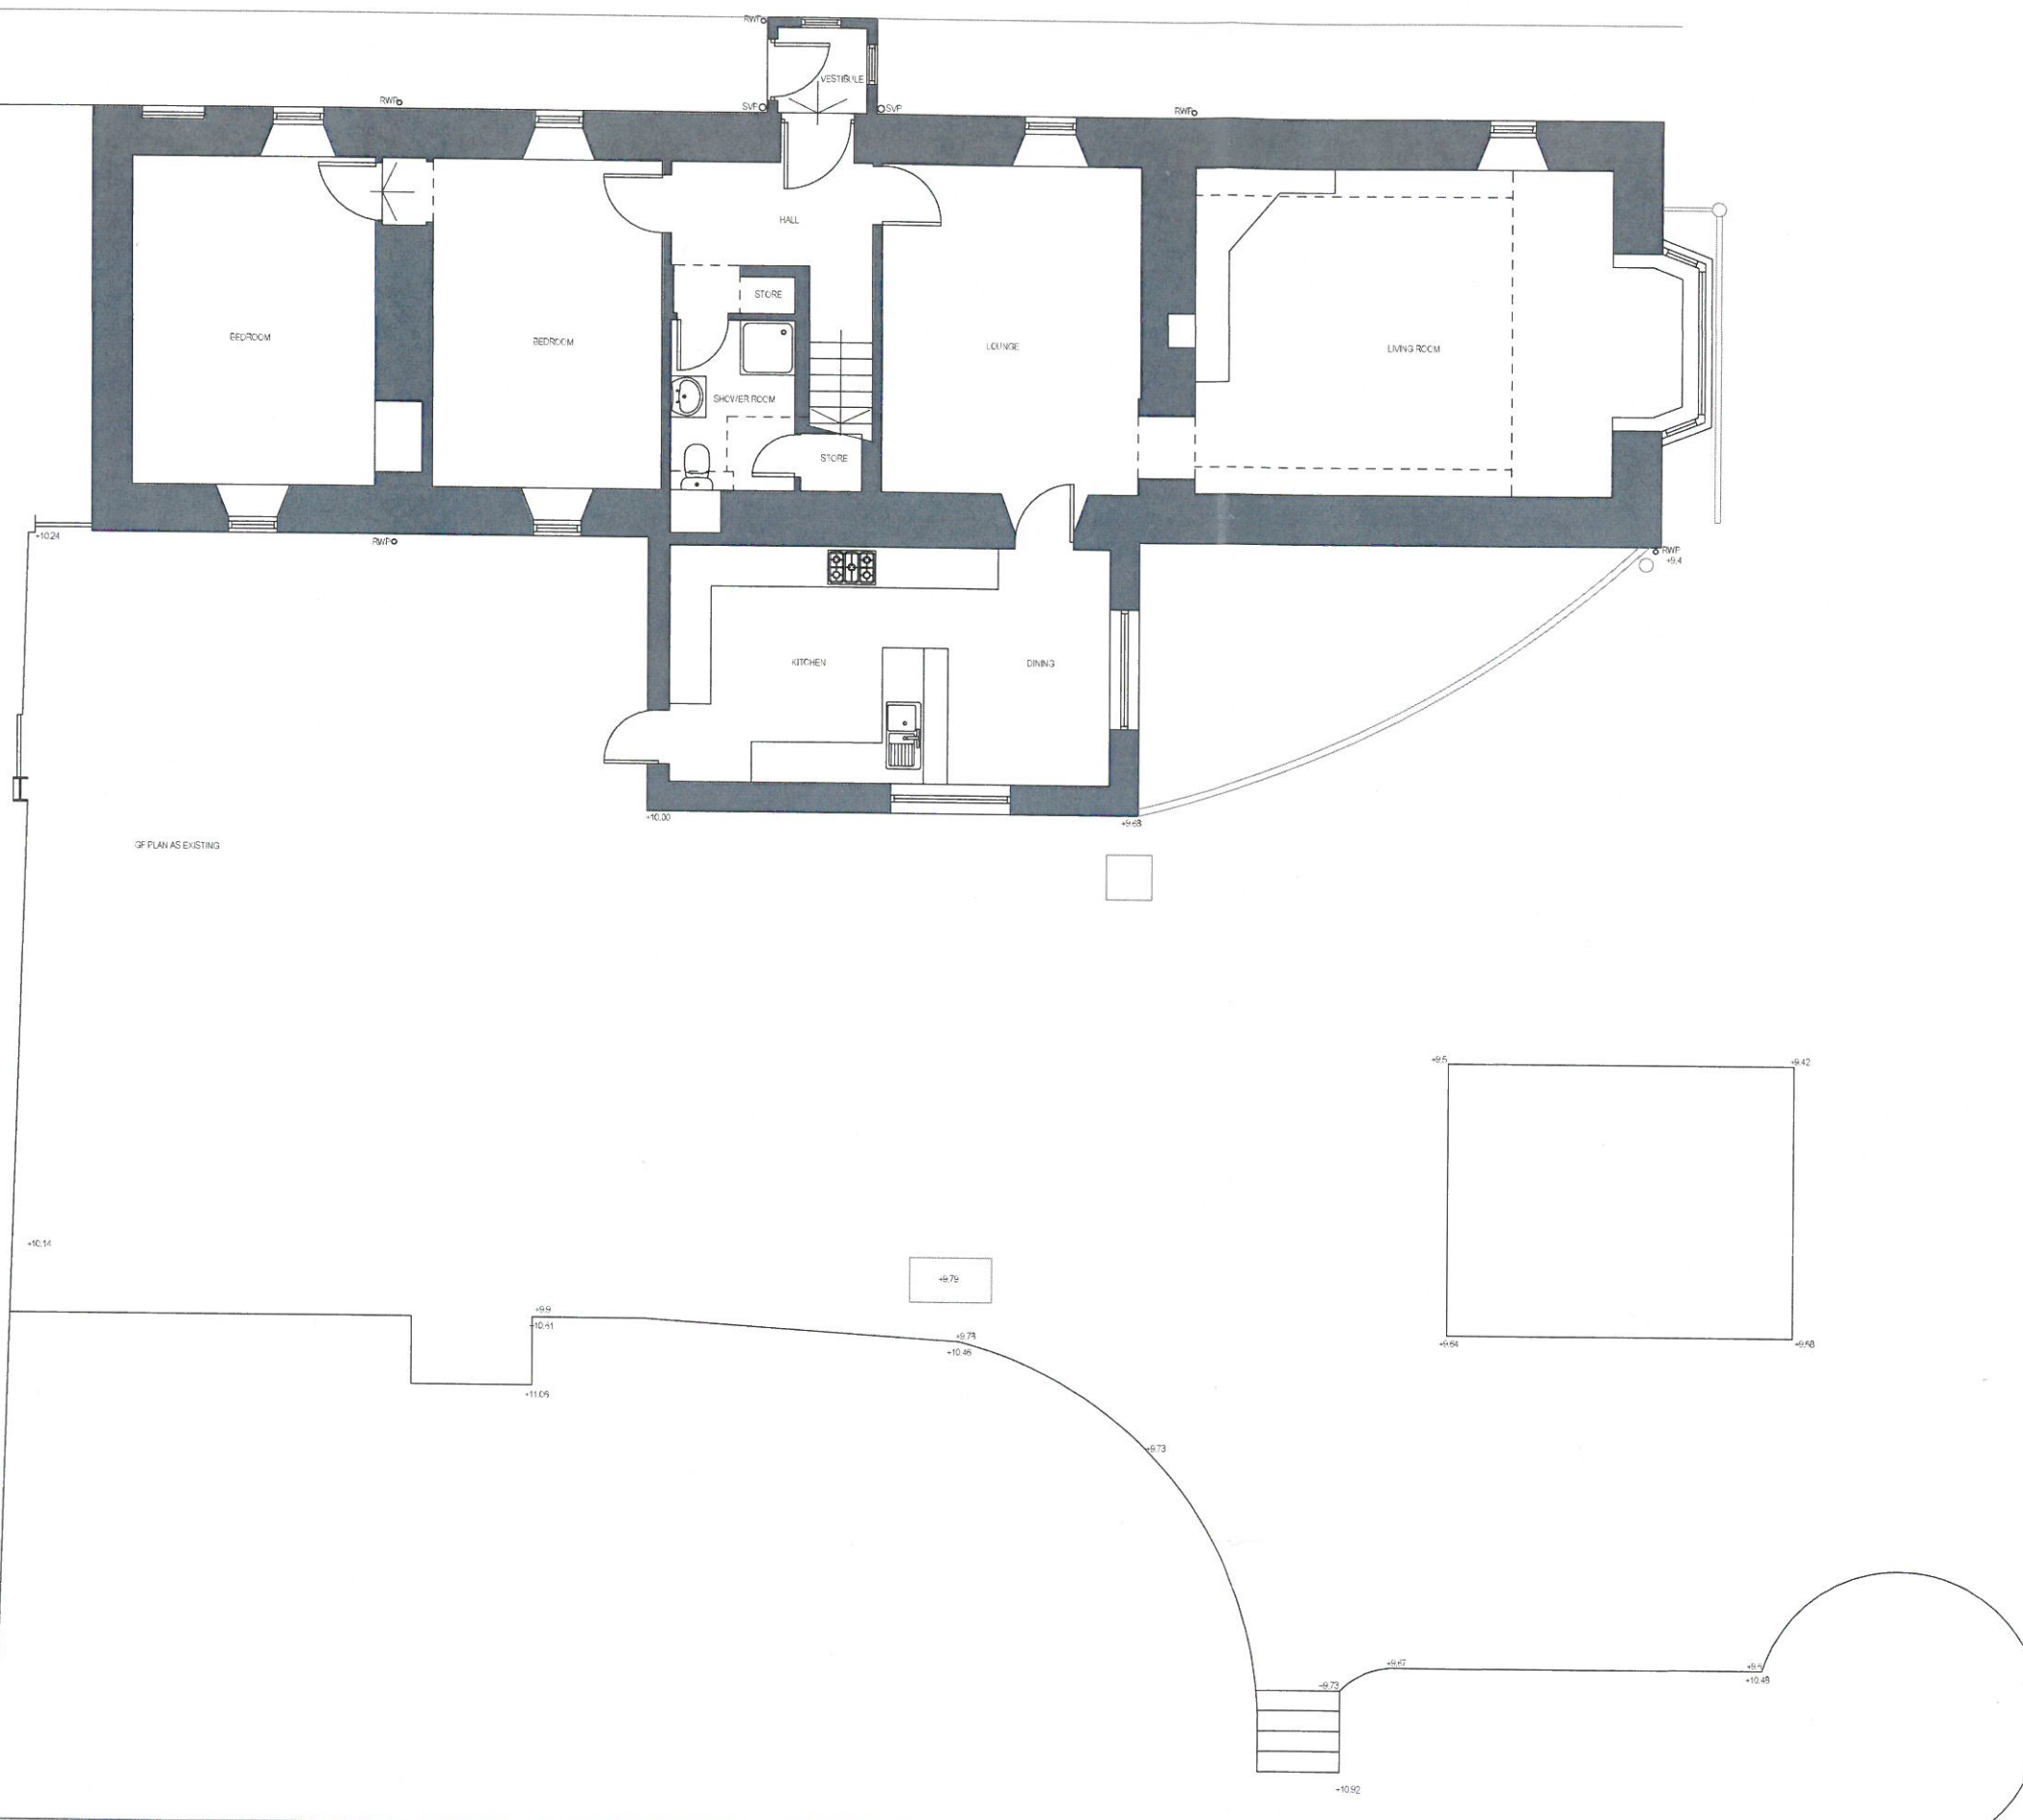 RWP
VESTIBULE
RWP
SVP
SVP
RWP
HALL
STORE
BEDROOM
BEDROOM
LOUNGE
LIVING ROOM
SHOWER ROOM
STORE
+10.24
RWP
RWP
+9.4
KITCHEN
DINING
+10.00
+9.68
GF PLAN AS EXISTING
+9.5
+9.42
+10.14
+9.79
+9.9
+10.61
+9.78
+10.46
+9.64
+9.58
+11.06
+9.73
+9.67
+9.73
+10.48
+10.92